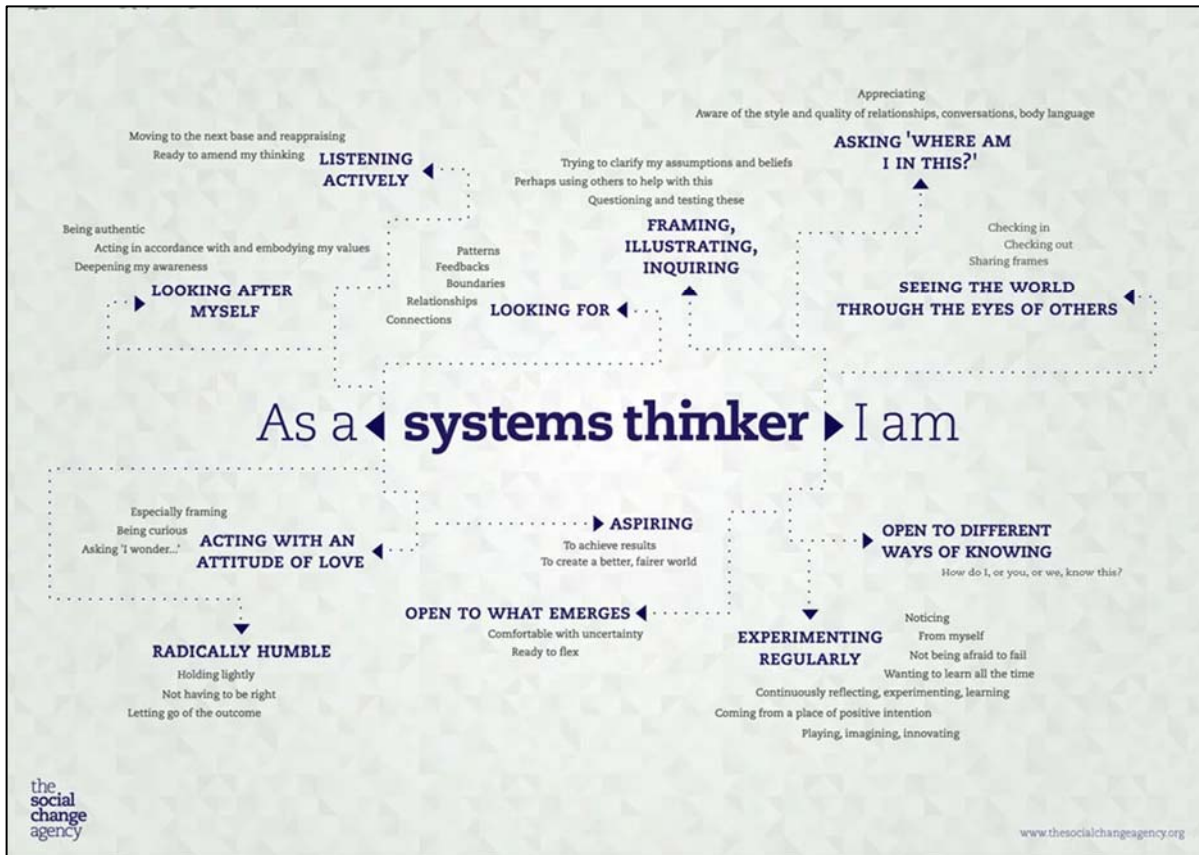 Appreciating
Aware of the style and quality of relationships, conversations, body language
ASKING 'WHERE AM
I IN THIS?'
Moving to the next base and reappraising
Ready to amend my thinking
LISTENING
ACTIVELY
Trying to clarify my assumptions and beliefs
Perhaps using others to help with this
Questioning and testing these
FRAMING,
ILLUSTRATING,
INQUIRING
Being authentic
Acting in accordance with and embodying my values
Deepening my awareness
LOOKING AFTER
MYSELF
Patterns
Feedbacks
Boundaries
Relationships
Connections
LOOKING FOR
Checking in
Checking out
Sharing frames
SEEING THE WORLD
THROUGH THE EYES OF OTHERS
As a systems thinker I am
Especially framing
Being curious
Asking 'I wonder...'
ACTING WITH AN
ATTITUDE OF LOVE
ASPIRING
To achieve results
To create a better, fairer world
OPEN TO DIFFERENT
WAYS OF KNOWING
How do I, or you, or we, know this?
RADICALLY HUMBLE
Holding lightly
Not having to be right
Letting go of the outcome
OPEN TO WHAT EMERGES
Comfortable with uncertainty
Ready to flex
EXPERIMENTING
REGULARLY
Noticing
From myself
Not being afraid to fail
Wanting to learn all the time
Continuously reflecting, experimenting, learning
Coming from a place of positive intention
Playing, imagining, innovating
the
social
change
agency
www.thesocialchangeagency.org